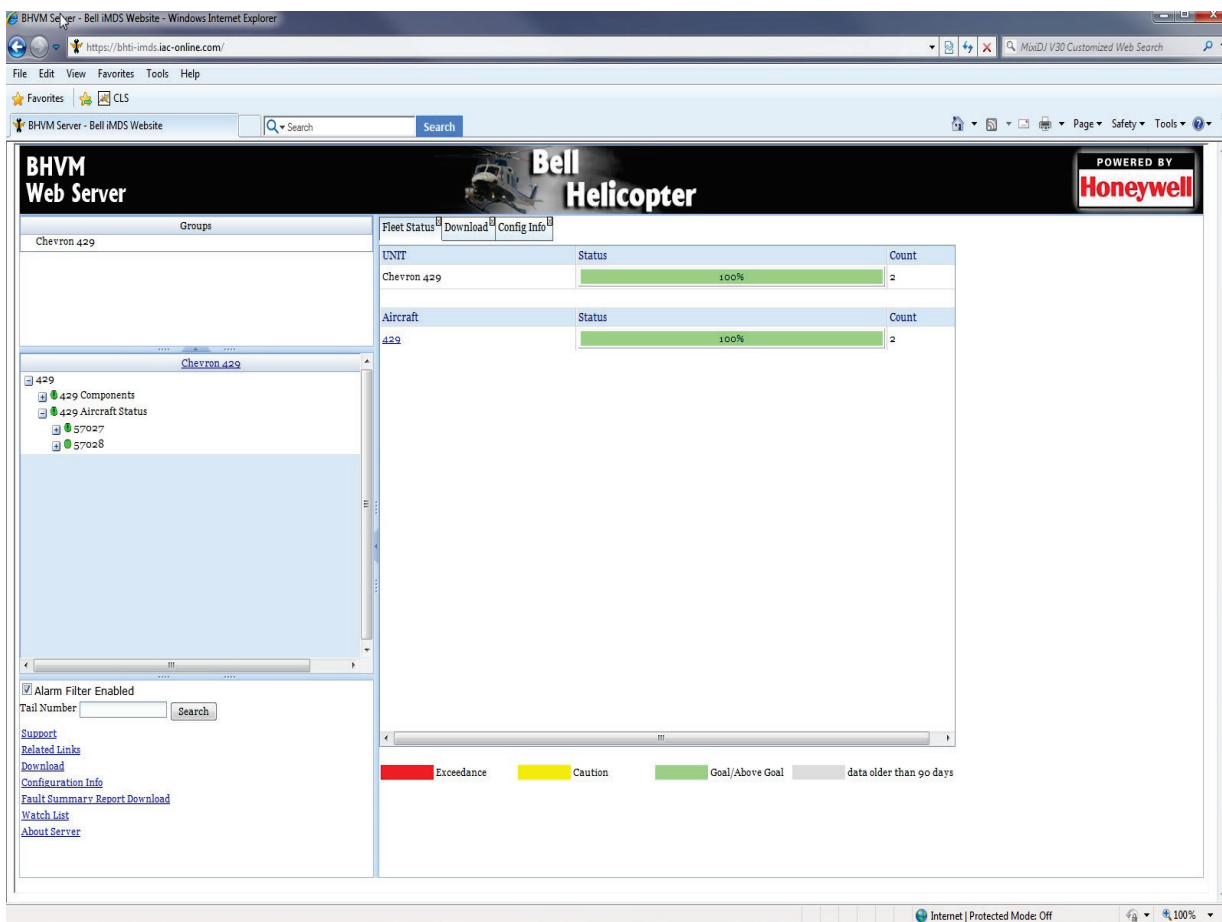 BHVM Server - Bell iMDS Website - Windows Internet Explorer
https://bhti-imds.iac-online.com/
MixiDJ V30 Customized Web Search
File Edit View Favorites Tools Help
Favorites CLS
BHVM Server - Bell iMDS Website
Search
Search
Page Safety Tools
BHVM
Web Server
Bell
Helicopter
POWERED BY
Honeywell
Groups
Chevron 429
Chevron 429
429
429 Components
429 Aircraft Status
57027
57028
Alarm Filter Enabled
Tail Number Search
Support
Related Links
Download
Configuration Info
Fault Summary Report Download
Watch List
About Server
Fleet Status Download Config Info
UNIT Status Count
Chevron 429 100% 2
Aircraft Status Count
429 100% 2
Exceedance Caution Goal/Above Goal data older than 90 days
Internet | Protected Mode: Off 100%